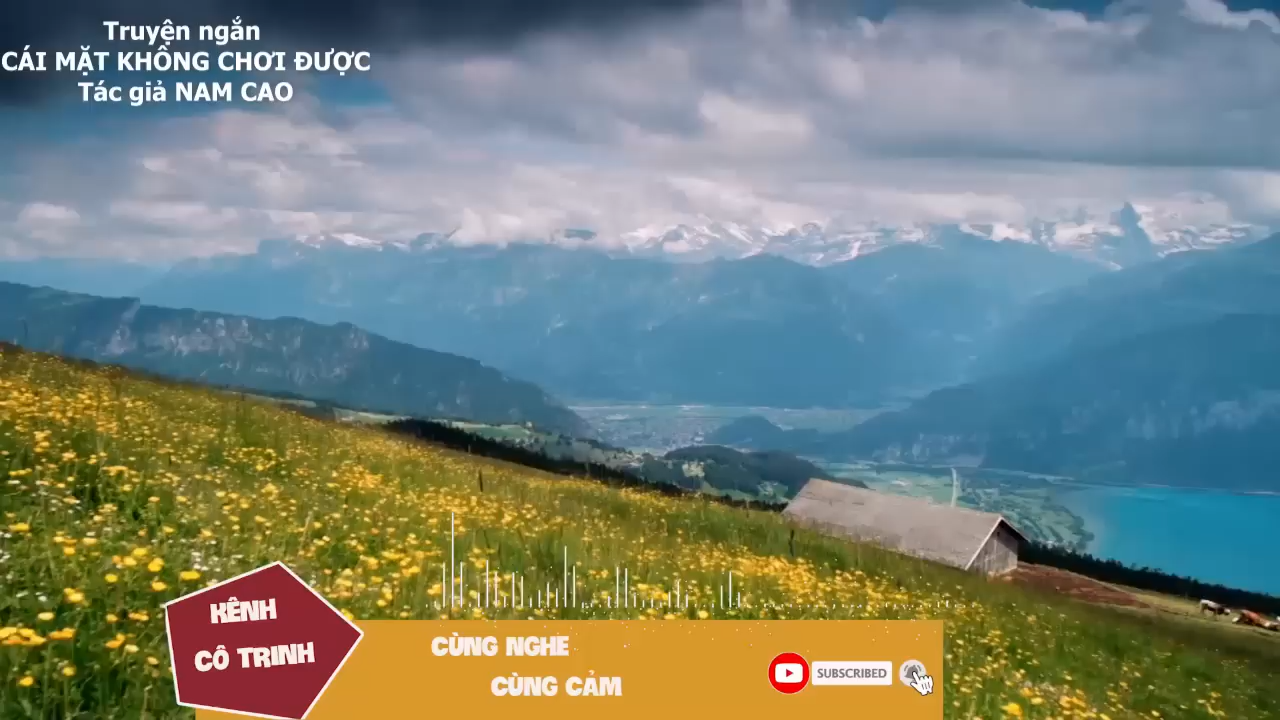 Truyện ngắn
CÁI MẶT KHÔNG CHƠI ĐƯỢC
Tác giả NAM CAO
KÊNH
CÔ TRINH
CÙNG NGHE
CÙNG CẢM
SUBSCRIBED